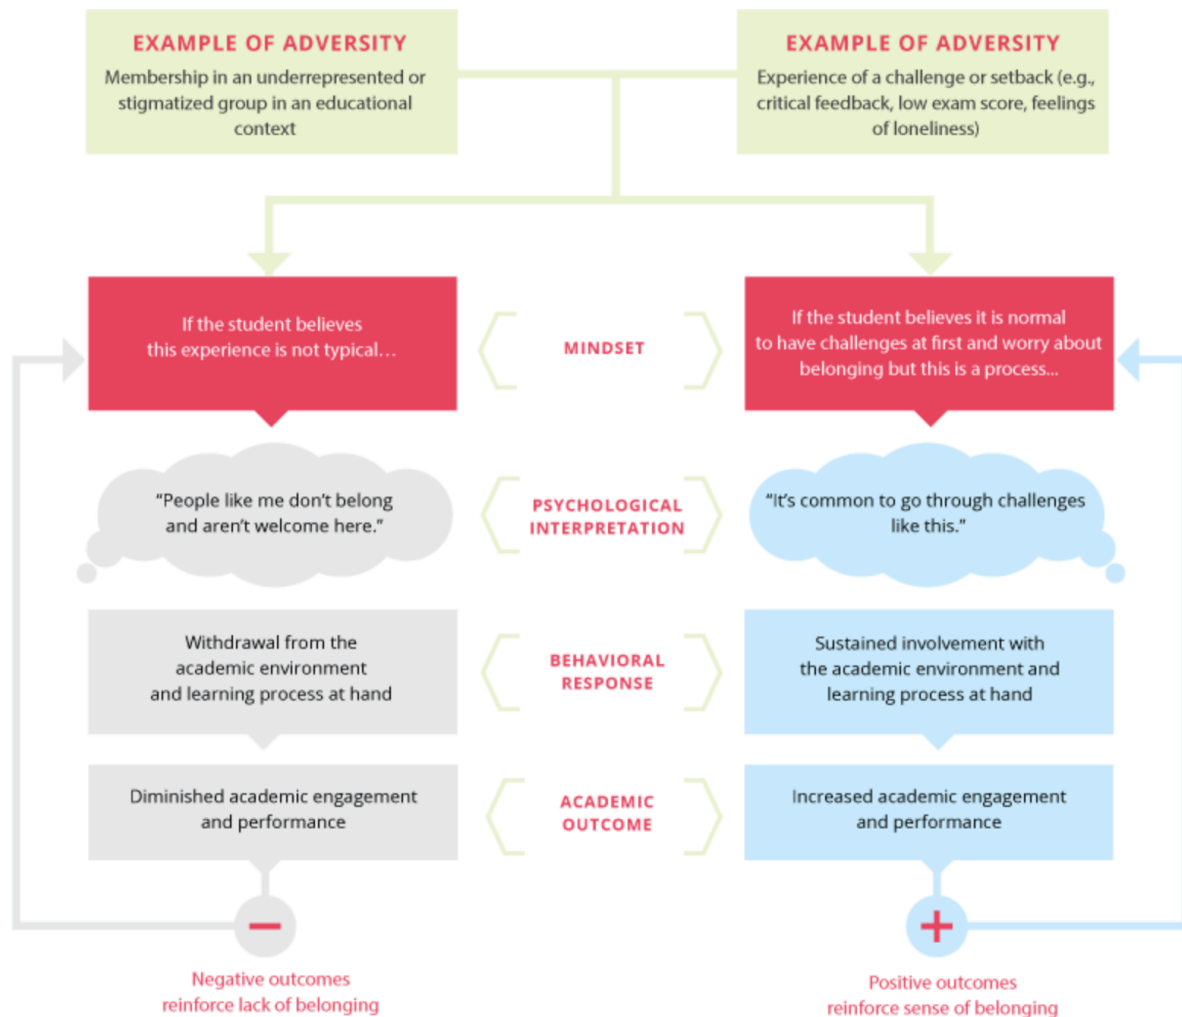 EXAMPLE OF ADVERSITY
Membership in an underrepresented or
stigmatized group in an educational
context
EXAMPLE OF ADVERSITY
Experience of a challenge or setback (e.g.,
critical feedback, low exam score, feelings
of loneliness)
If the student believes
this experience is not typical...
MINDSET
If the student believes it is normal
to have challenges at first and worry about
belonging but this is a process...
“People like me don’t belong
and aren’t welcome here.”
PSYCHOLOGICAL
INTERPRETATION
“It’s common to go through challenges
like this.”
Withdrawal from the
academic environment
and learning process at hand
BEHAVIORAL
RESPONSE
Sustained involvement with
the academic environment and
learning process at hand
Diminished academic engagement
and performance
ACADEMIC
OUTCOME
Increased academic engagement
and performance
Negative outcomes
reinforce lack of belonging
Positive outcomes
reinforce sense of belonging